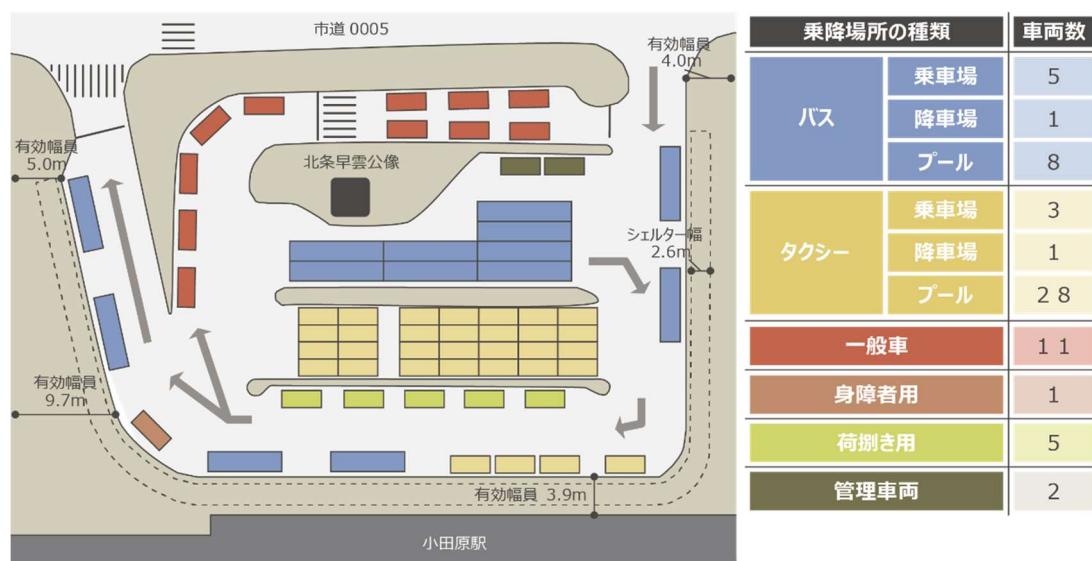 市道 0005
有効幅員
4.0m
有効幅員
5.0m
北条早雲公像
シェルター幅
2.6m
有効幅員
9.7m
有効幅員 3.9m
小田原駅
乗降場所の種類 車両数
バス
乗車場 5
降車場 1
プール 8
タクシー
乗車場 3
降車場 1
プール 28
一般車 11
身障者用 1
荷捌き用 5
管理車両 2